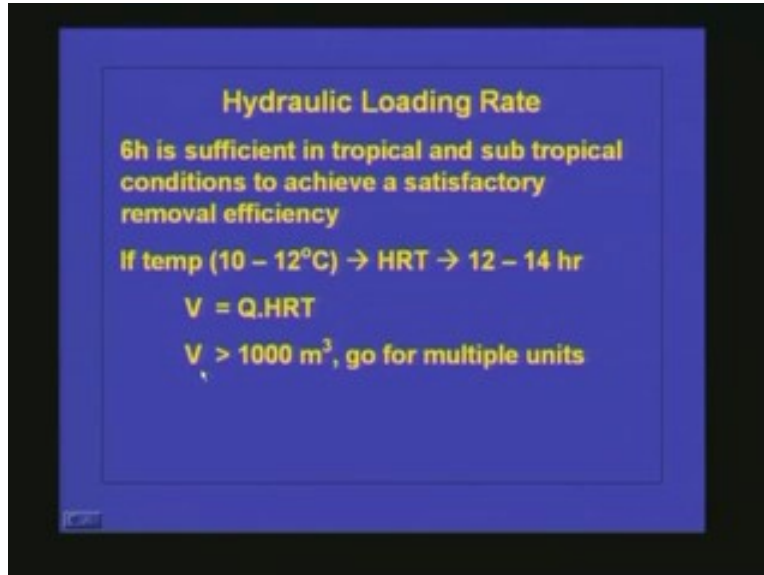 Hydraulic Loading Rate
6h is sufficient in tropical and sub tropical
conditions to achieve a satisfactory
removal efficiency
If temp (10 – 12°C) → HRT → 12 – 14 hr
V = Q.HRT
V > 1000 m³, go for multiple units